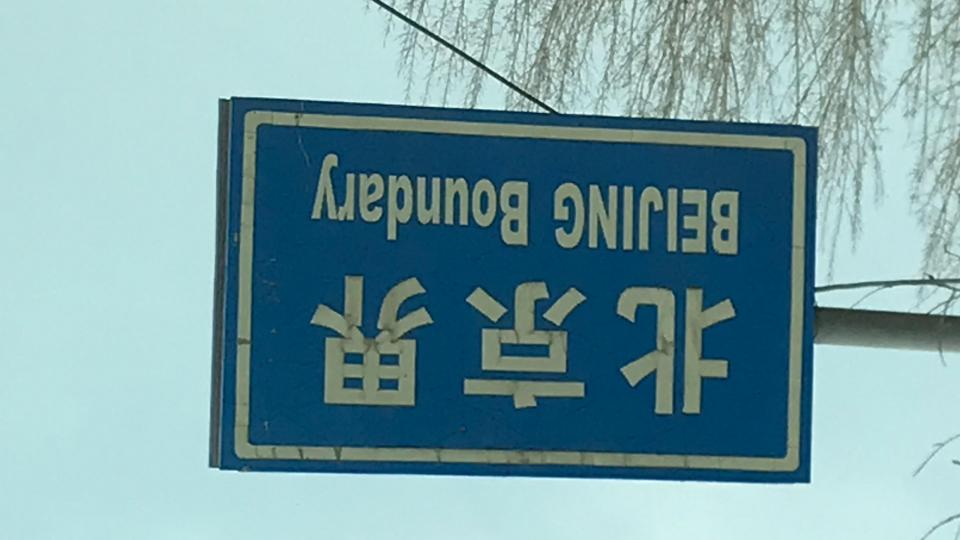 北京界
BEIJING Boundary